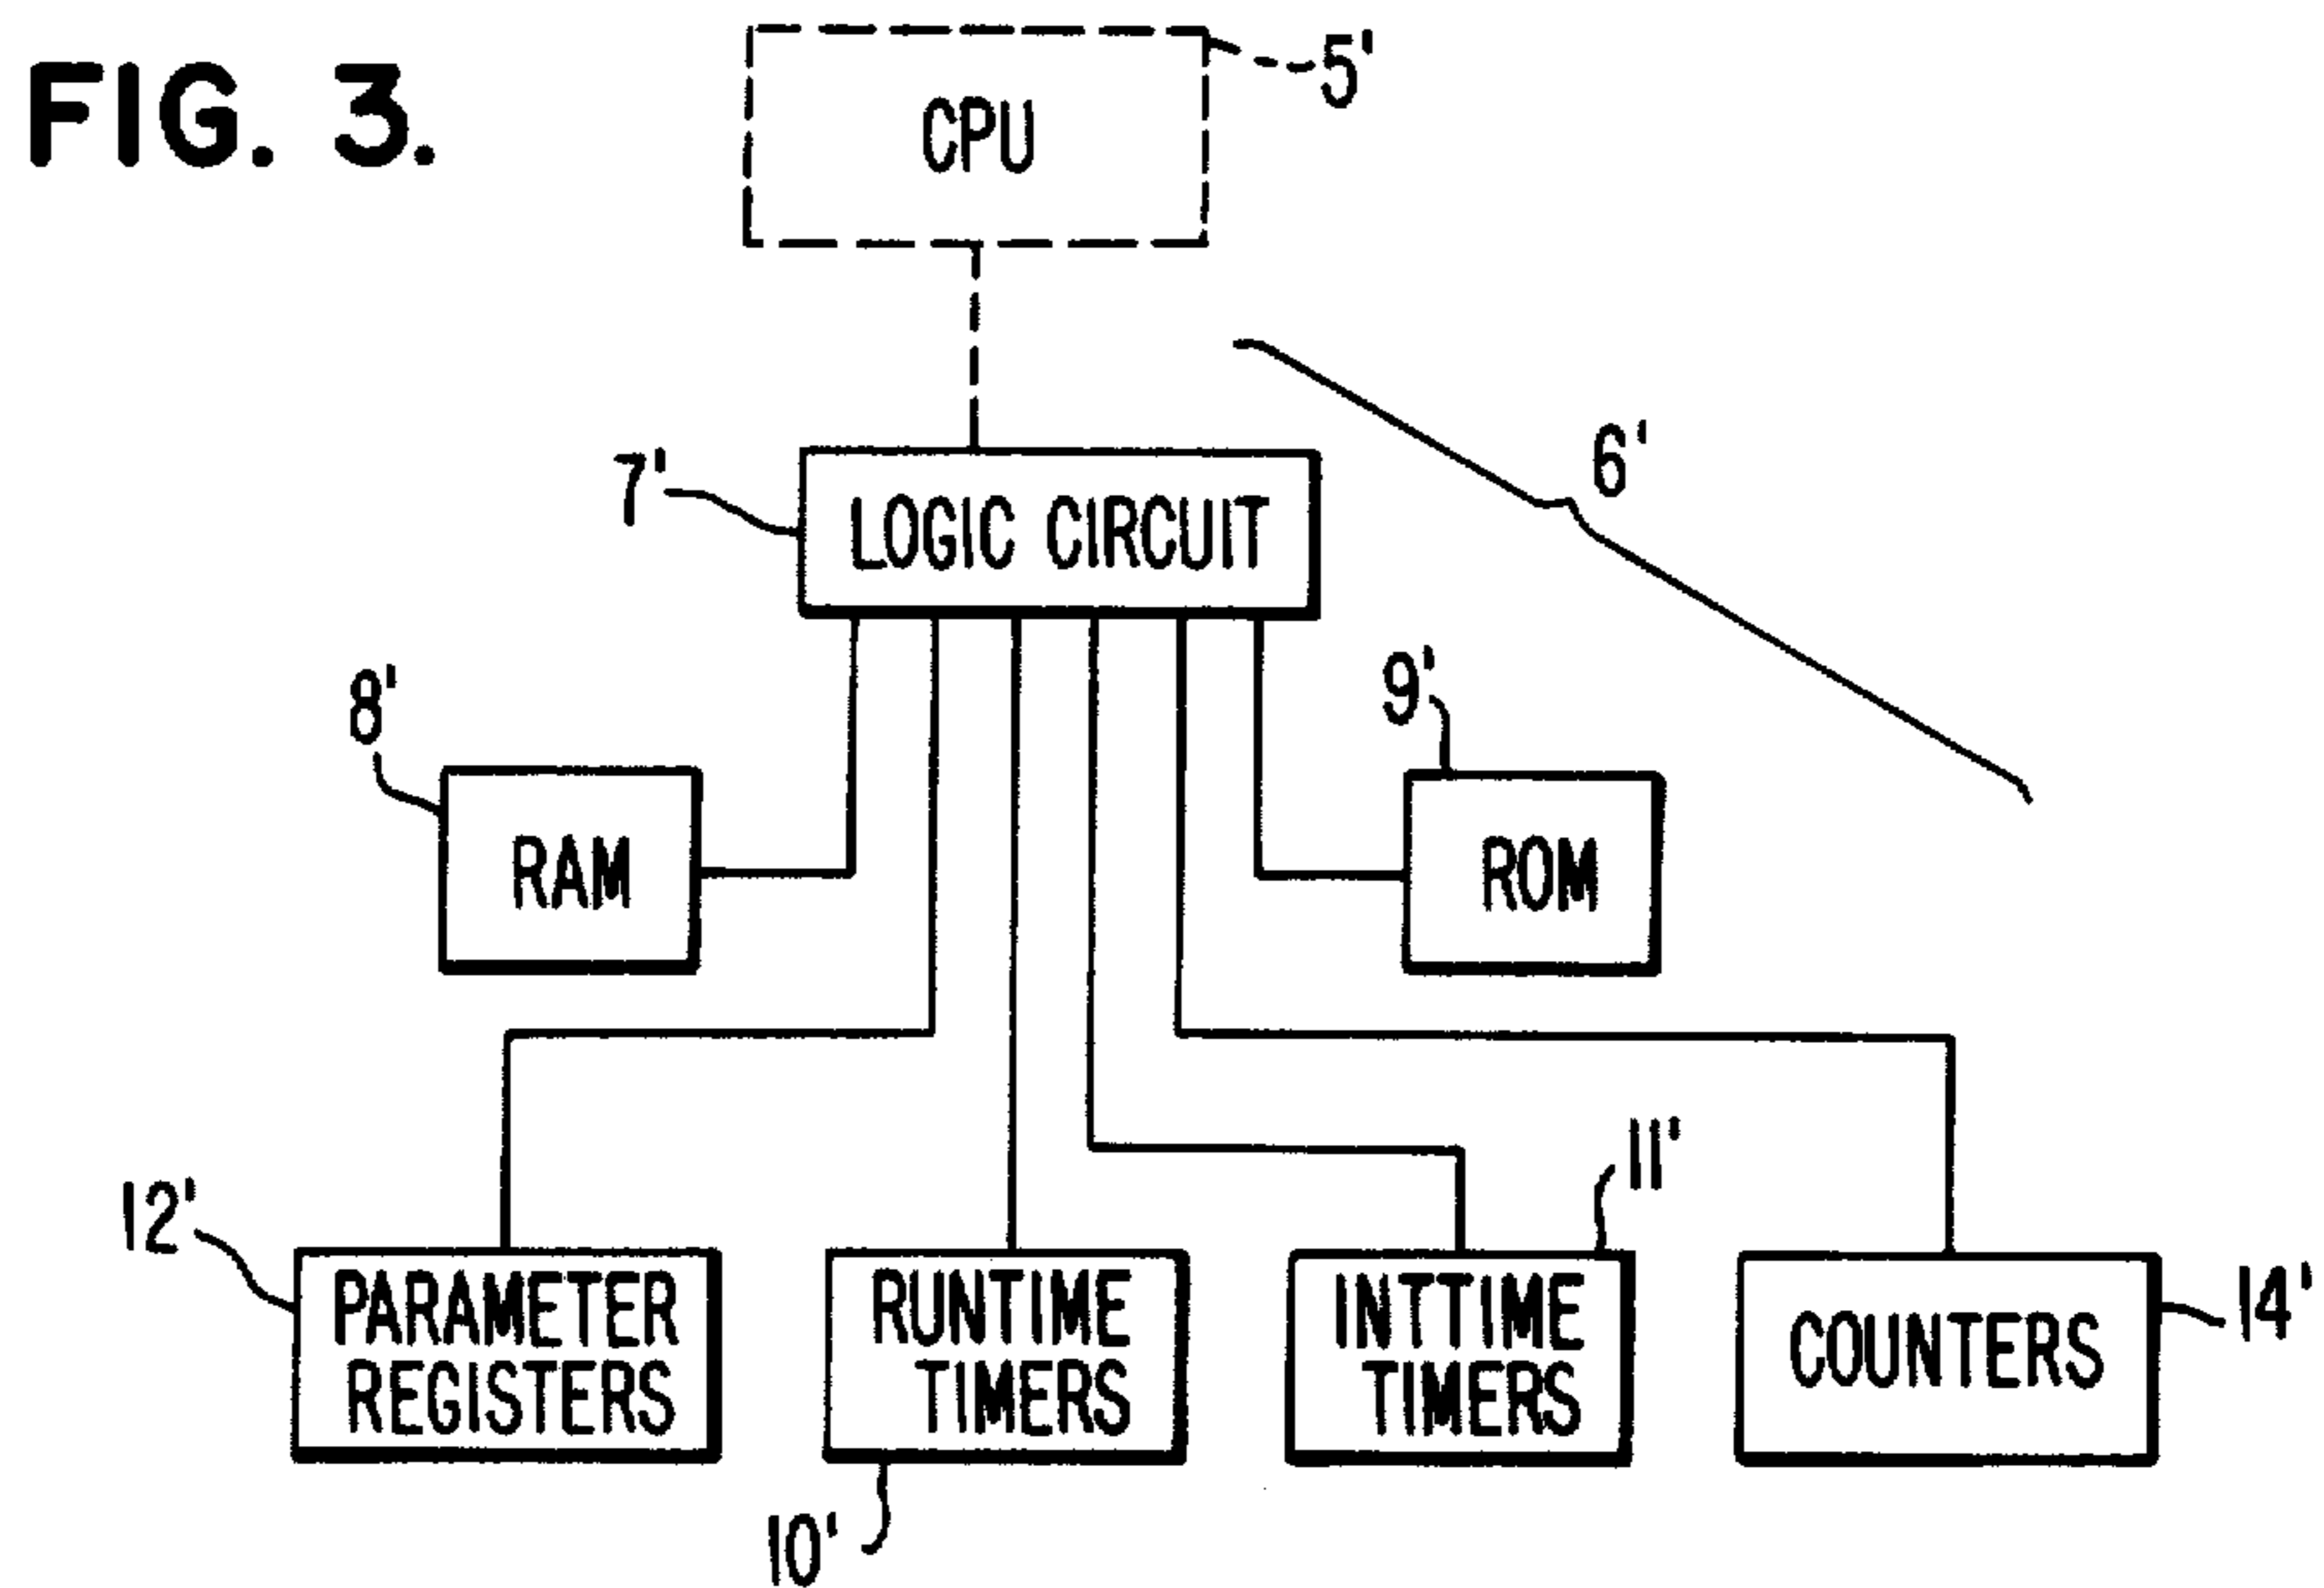 FIG. 3.
CPU
5'
7'
LOGIC CIRCUIT
6'
8'
9'
RAM
ROM
11'
12'
PARAMETER
REGISTERS
RUNTIME
TIMERS
INTTIME
TIMERS
COUNTERS
14'
10'